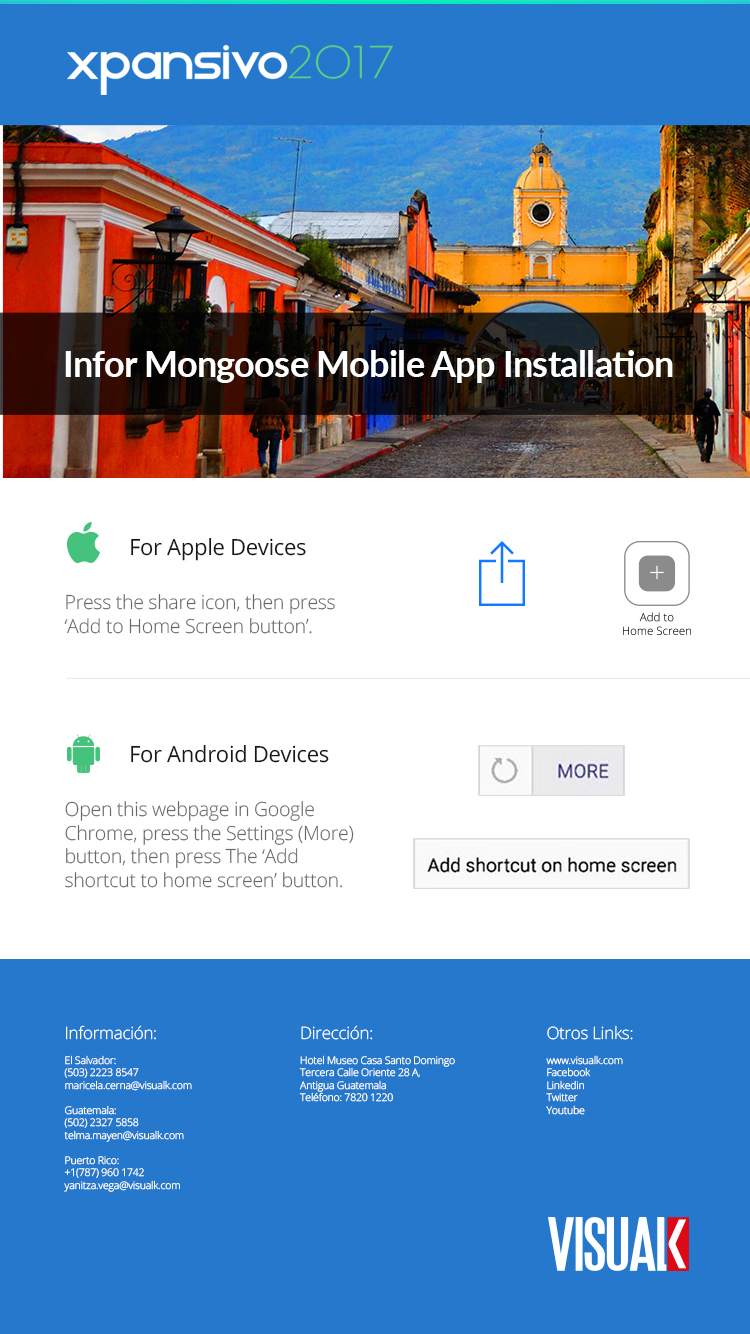 xpansivo2017
Infor Mongoose Mobile App Installation
For Apple Devices
Press the share icon, then press
‘Add to Home Screen button’.
Add to
Home Screen
For Android Devices
Open this webpage in Google
Chrome, press the Settings (More)
button, then press The ‘Add
shortcut to home screen’ button.
MORE
Add shortcut on home screen
Información:
El Salvador:
(503) 2223 8547
maricela.cerna@visualk.com
Guatemala:
(502) 2327 5858
telma.mayen@visualk.com
Puerto Rico:
+1(787) 960 1742
yanitza.vega@visualk.com
Dirección:
Hotel Museo Casa Santo Domingo
Tercera Calle Oriente 28 A,
Antigua Guatemala
Teléfono: 7820 1220
Otros Links:
www.visualk.com
Facebook
Linkedin
Twitter
Youtube
VISUALK